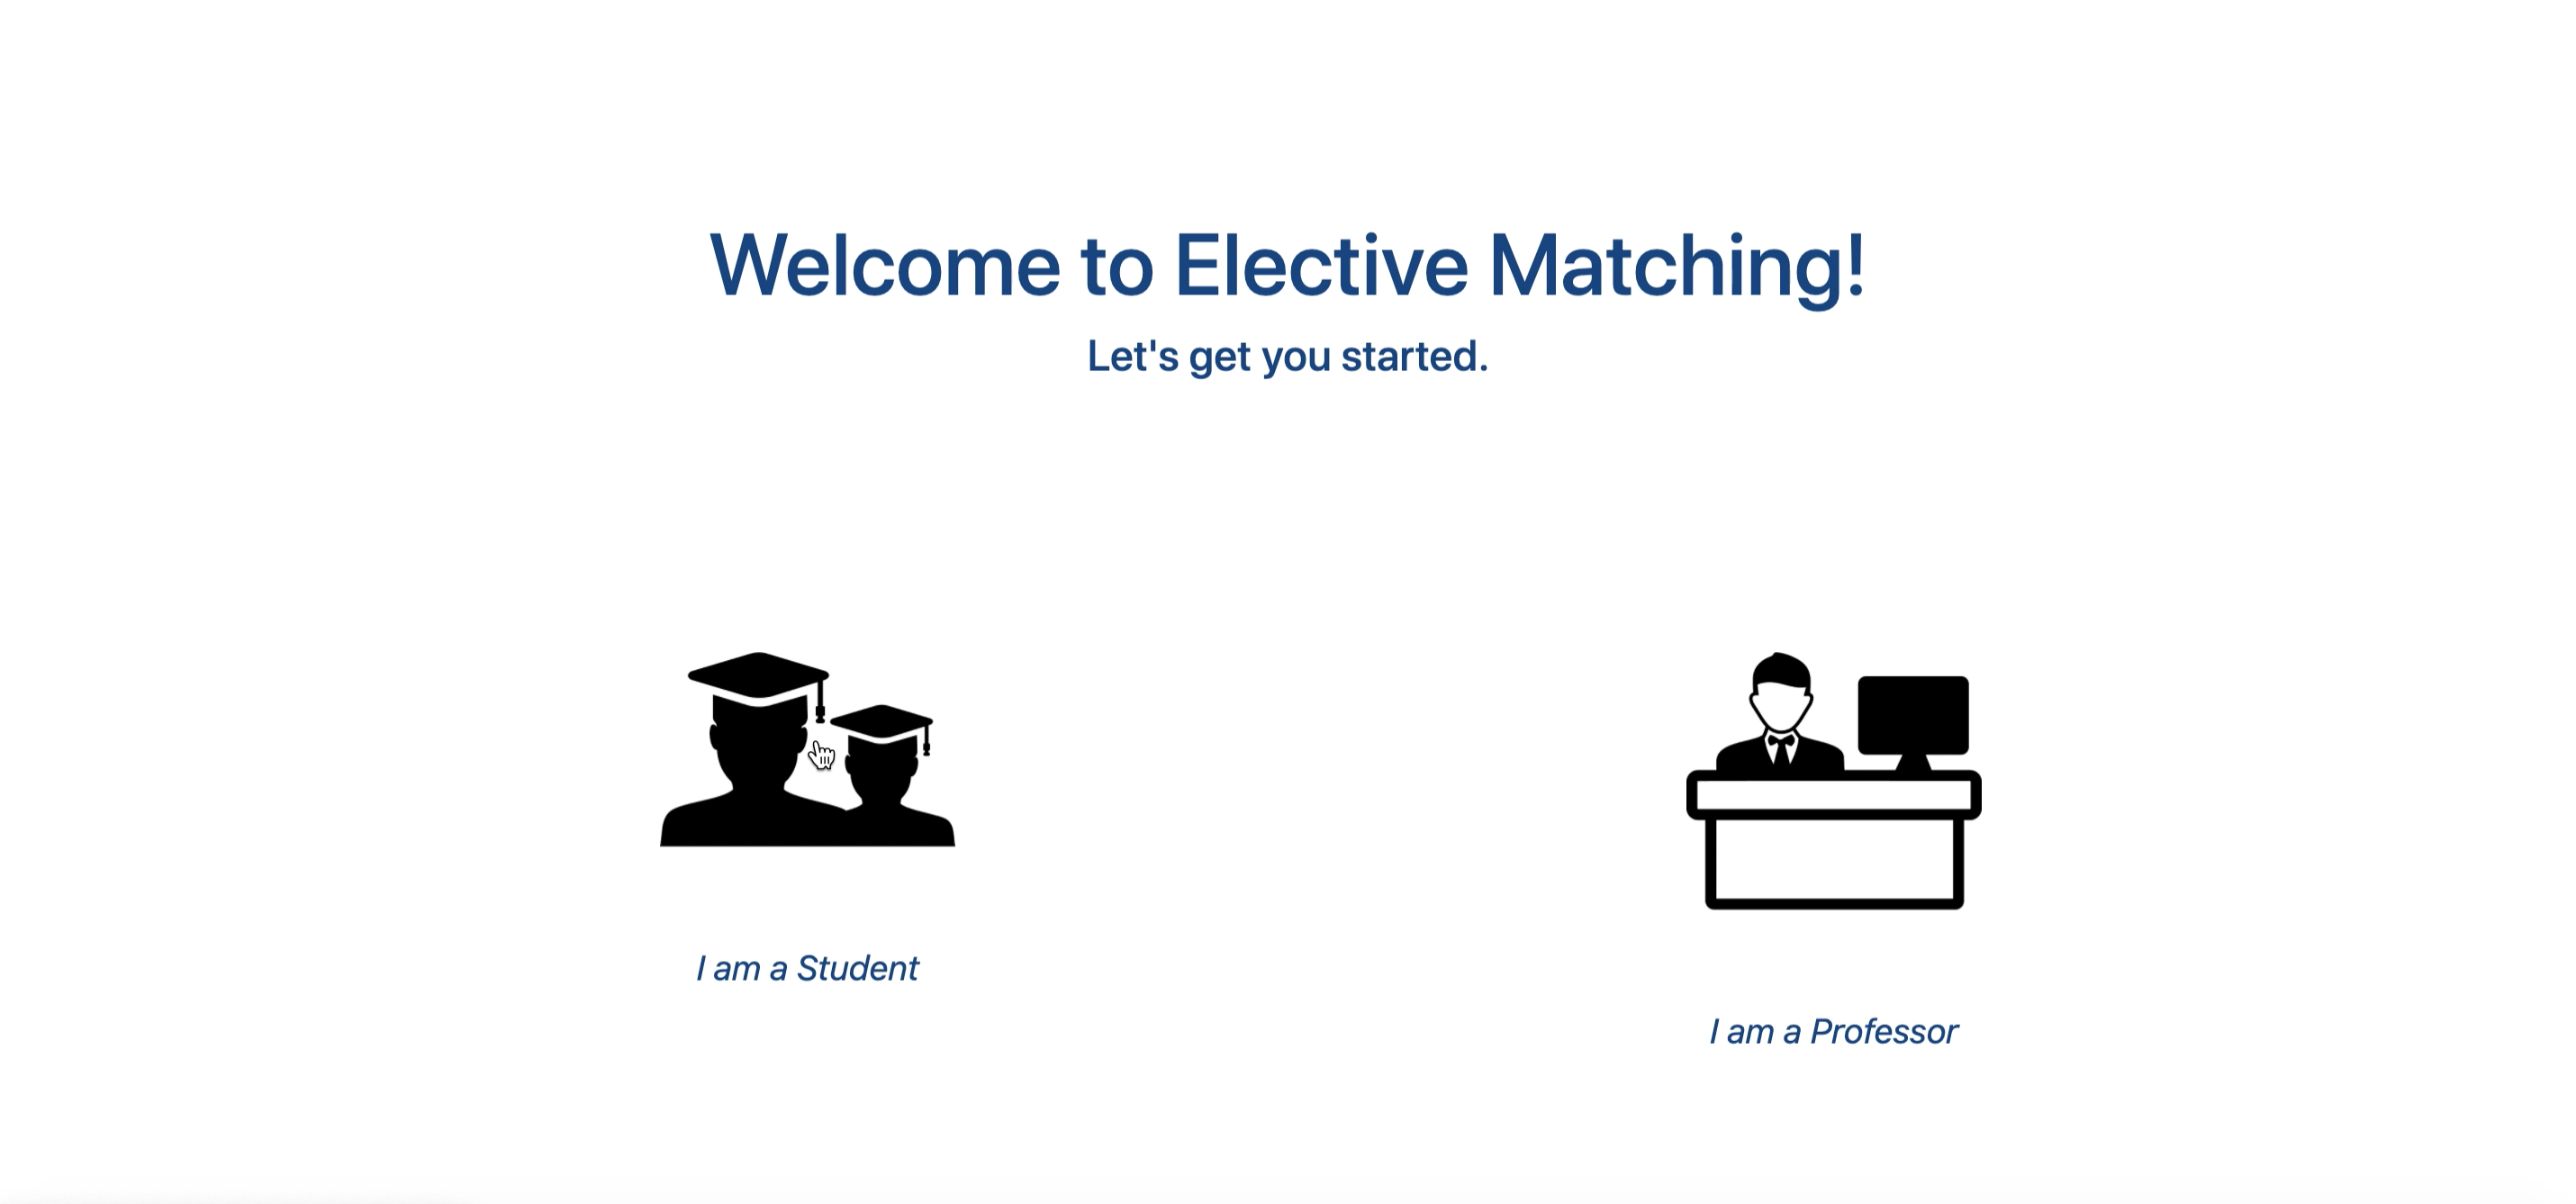 Welcome to Elective Matching!
Let's get you started.
I am a Student
I am a Professor